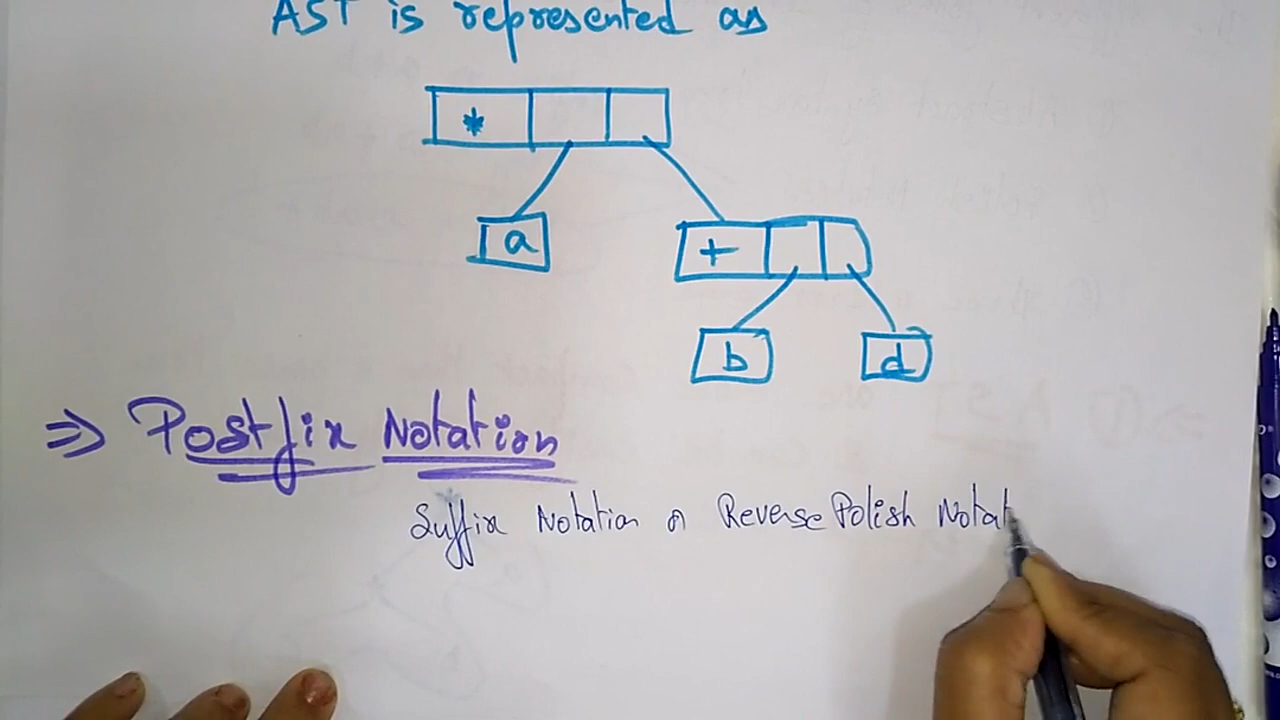 AST is represented as
*
a
+
b d
⇒ Postfix Notation
Suffix Notation or Reverse Polish Notat